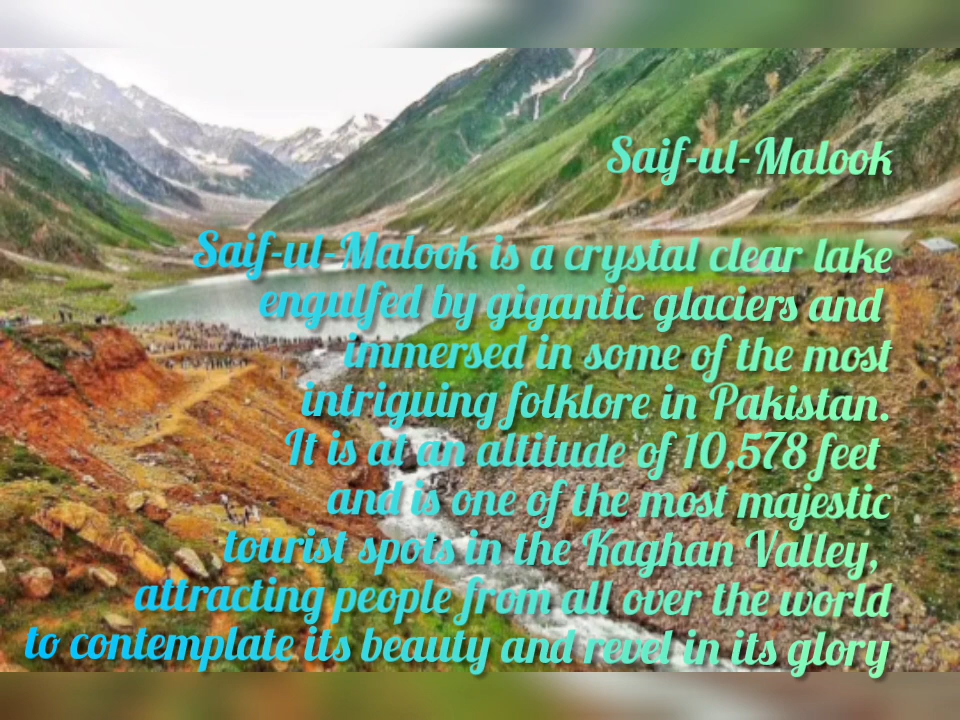 Saif-ul-Malook
Saif-ul-Malook is a crystal clear lake
engulfed by gigantic glaciers and
immersed in some of the most
intriguing folklore in Pakistan.
It is at an altitude of 10,578 feet
and is one of the most majestic
tourist spots in the Kaghan Valley,
attracting people from all over the world
to contemplate its beauty and revel in its glory